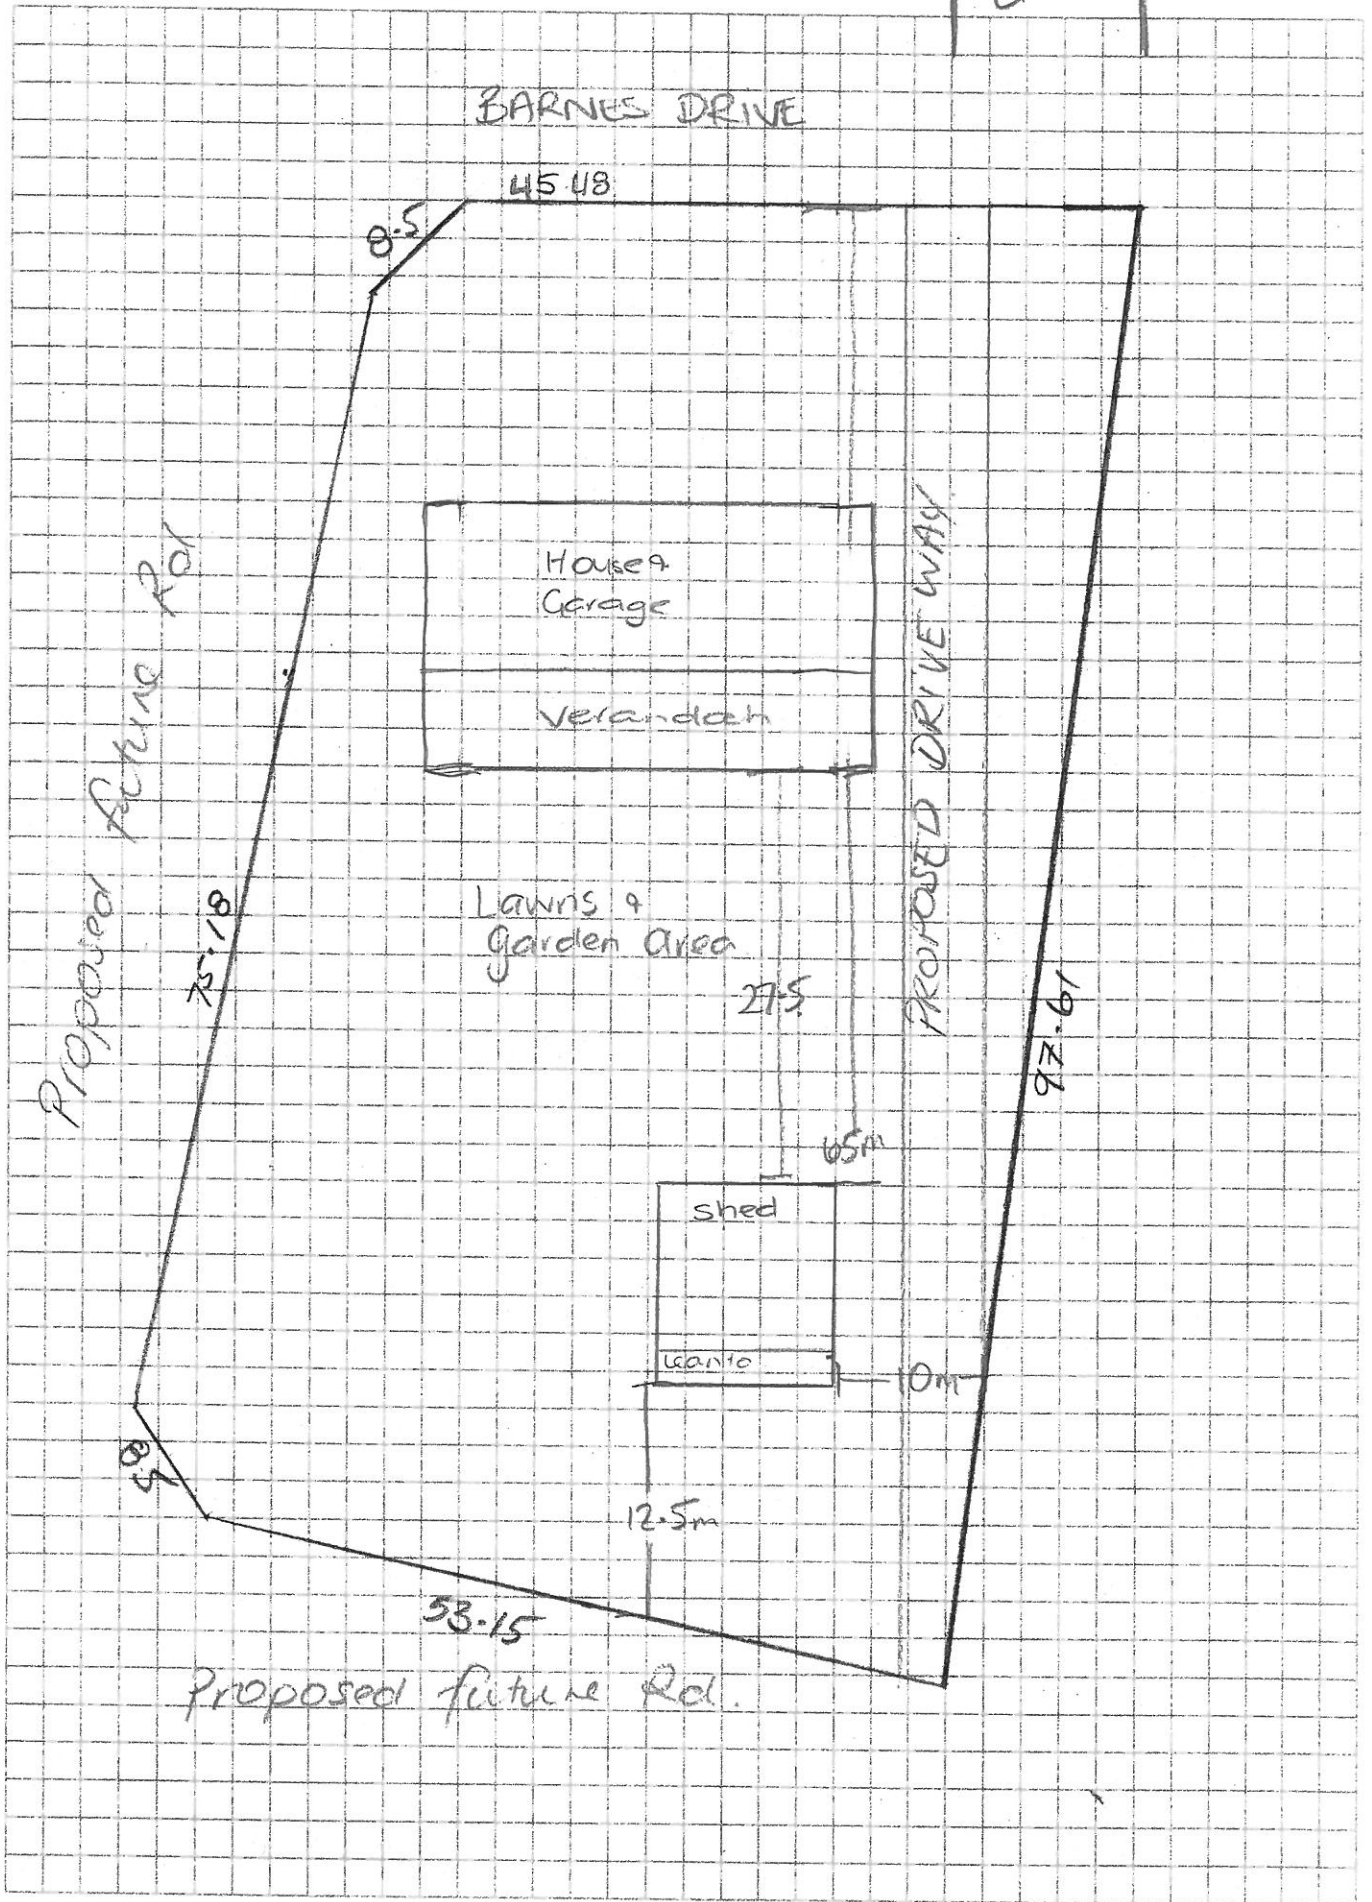 BARNES DRIVE
45.48
8.5
House &
Garage
Verandah
PROPOSED DRIVE WAY
Proposed future Rd
75.18
Lawns &
garden area
27.5
97.61
65m
shed
leanto
10m
8.5
12.5m
53.15
Proposed future Rd.